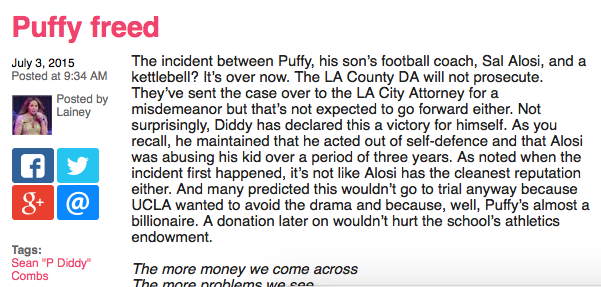 Puffy freed
July 3, 2015
Posted at 9:34 AM
Posted by
Lainey
f
g+
@
Tags:
Sean "P Diddy"
Combs
The incident between Puffy, his son's football coach, Sal Alosi, and a
kettlebell? It's over now. The LA County DA will not prosecute.
They've sent the case over to the LA City Attorney for a
misdemeanor but that's not expected to go forward either. Not
surprisingly, Diddy has declared this a victory for himself. As you
recall, he maintained that he acted out of self-defence and that Alosi
was abusing his kid over a period of three years. As noted when the
incident first happened, it's not like Alosi has the cleanest reputation
either. And many predicted this wouldn't go to trial anyway because
UCLA wanted to avoid the drama and because, well, Puffy's almost a
billionaire. A donation later on wouldn't hurt the school's athletics
endowment.
The more money we come across
The more problems we see